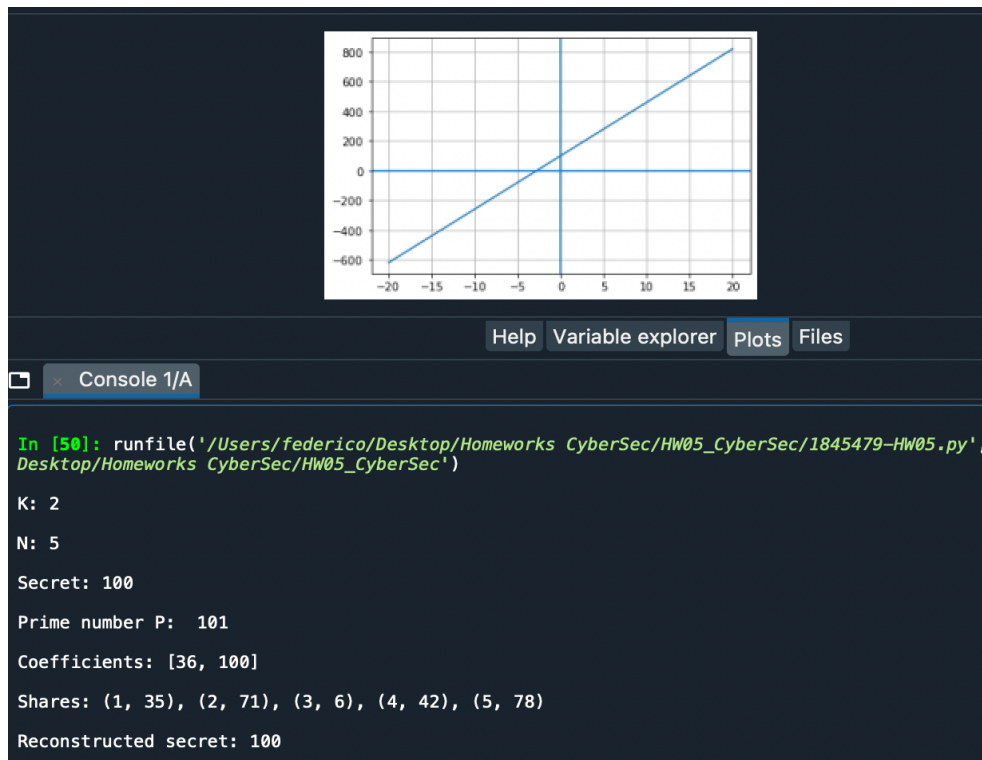 800
600
400
200
0
−200
−400
−600
−20 −15 −10 −5 0 5 10 15 20
Help Variable explorer Plots Files
× Console 1/A
In [50]: runfile('/Users/federico/Desktop/Homeworks CyberSec/HW05_CyberSec/1845479-HW05.py',
Desktop/Homeworks CyberSec/HW05_CyberSec')
K: 2
N: 5
Secret: 100
Prime number P:  101
Coefficients: [36, 100]
Shares: (1, 35), (2, 71), (3, 6), (4, 42), (5, 78)
Reconstructed secret: 100